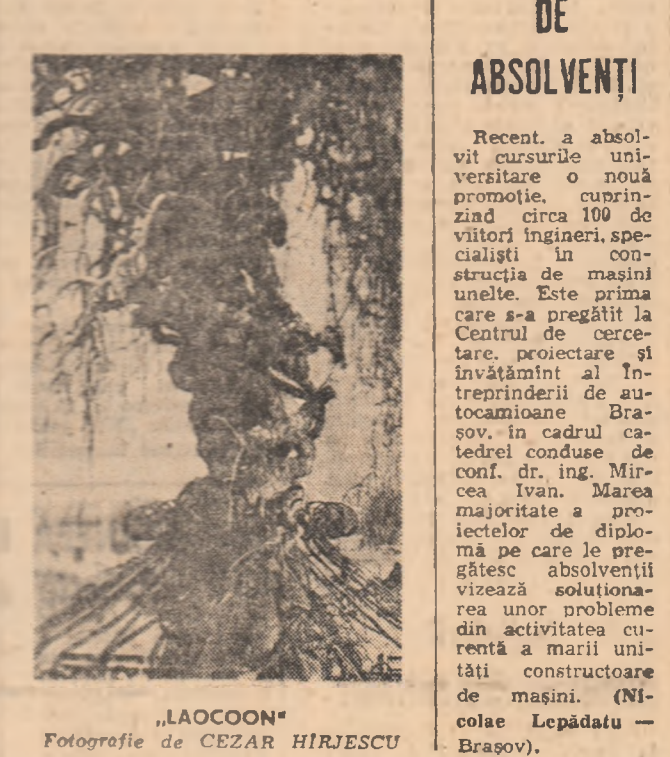 „LAOCOON"
Fotografie de CEZAR HÎRJESCU
DE
ABSOLVENȚI
Recent, a absol-
vit cursurile uni-
versitare o nouă
promoție, cuprin-
zind circa 100 de
viitori ingineri, spe-
cialiști în con-
strucția de mașini
unelte. Este prima
care s-a pregătit la
Centrul de cerce-
tare, proiectare și
învățămînt al În-
treprinderii de au-
tocamioane Bra-
șov, în cadrul ca-
tedrei conduse de
conf. dr. ing. Mir-
cea Ivan. Marea
majoritate a pro-
iectelor de diplo-
mă pe care le pre-
gătesc absolvenții
vizează soluționa-
rea unor probleme
din activitatea cu-
rentă a marii uni-
tăți constructoare
de mașini. (Ni-
colae Lepădatu —
Brașov).